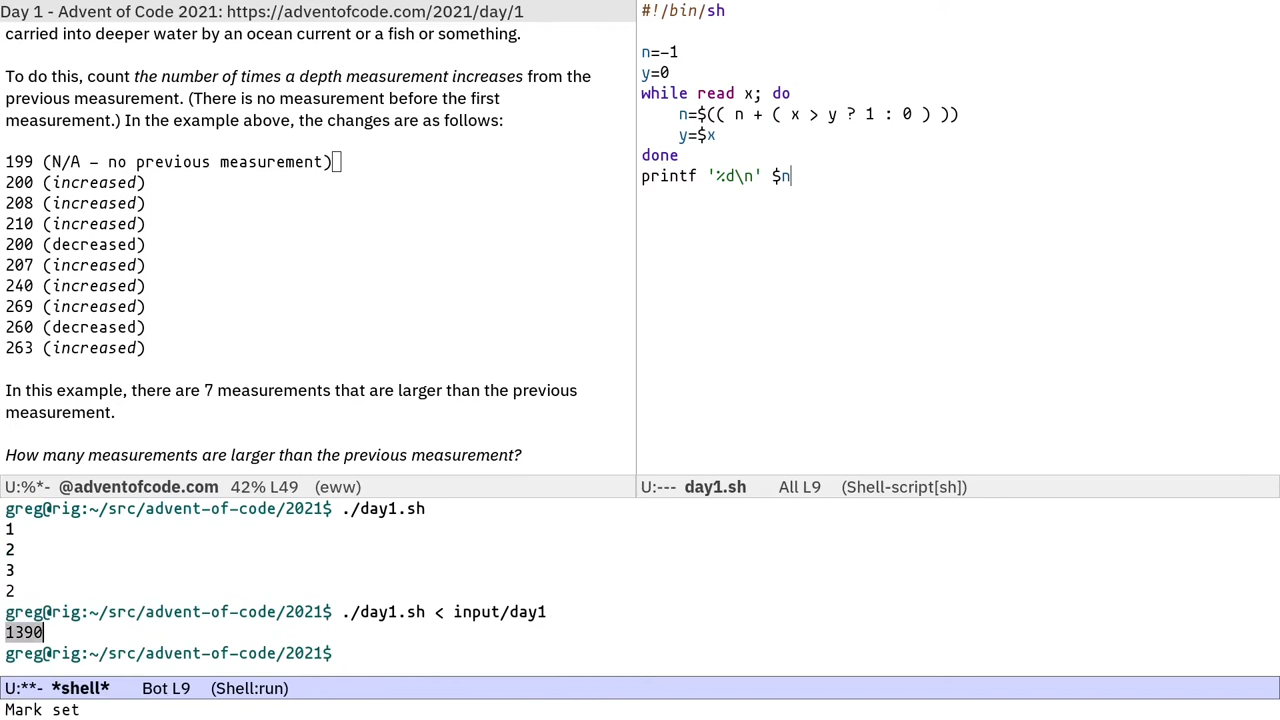 Day 1 - Advent of Code 2021: https://adventofcode.com/2021/day/1
carried into deeper water by an ocean current or a fish or something.
To do this, count the number of times a depth measurement increases from the
previous measurement. (There is no measurement before the first
measurement.) In the example above, the changes are as follows:
199 (N/A - no previous measurement)
200 (increased)
208 (increased)
210 (increased)
200 (decreased)
207 (increased)
240 (increased)
269 (increased)
260 (decreased)
263 (increased)
In this example, there are 7 measurements that are larger than the previous
measurement.
How many measurements are larger than the previous measurement?
U:%*- @adventofcode.com 42% L49 (eww)
#!/bin/sh
n=-1
y=0
while read x; do
    n=$(( n + ( x > y ? 1 : 0 ) ))
    y=$x
done
printf '%d\n' $n
U:--- day1.sh All L9 (Shell-script[sh])
greg@rig:~/src/advent-of-code/2021$ ./day1.sh
1
2
3
2
greg@rig:~/src/advent-of-code/2021$ ./day1.sh < input/day1
1390
greg@rig:~/src/advent-of-code/2021$
U:**- *shell* Bot L9 (Shell:run)
Mark set